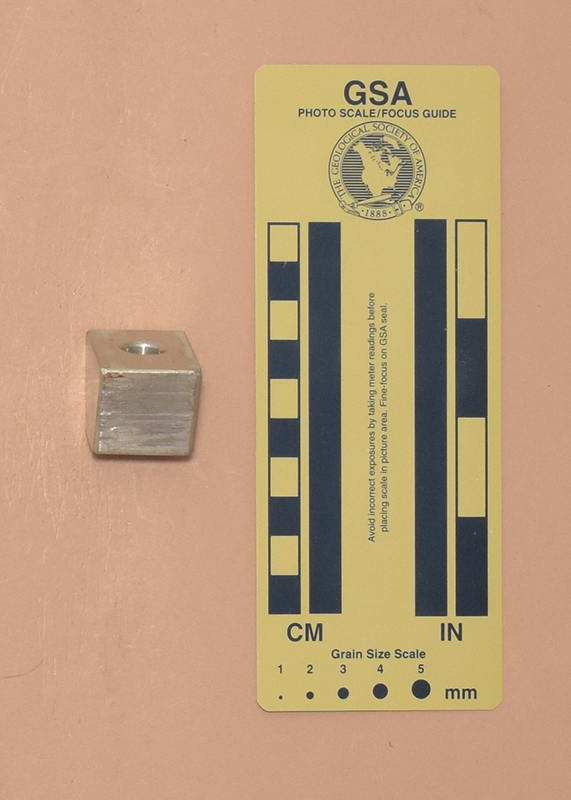 GSA
PHOTO SCALE/FOCUS GUIDE
THE GEOLOGICAL SOCIETY OF AMERICA
·1888·
®
Avoid incorrect exposures by taking meter readings before
placing scale in picture area. Fine-focus on GSA seal.
CM
IN
Grain Size Scale
1 2 3 4 5
mm